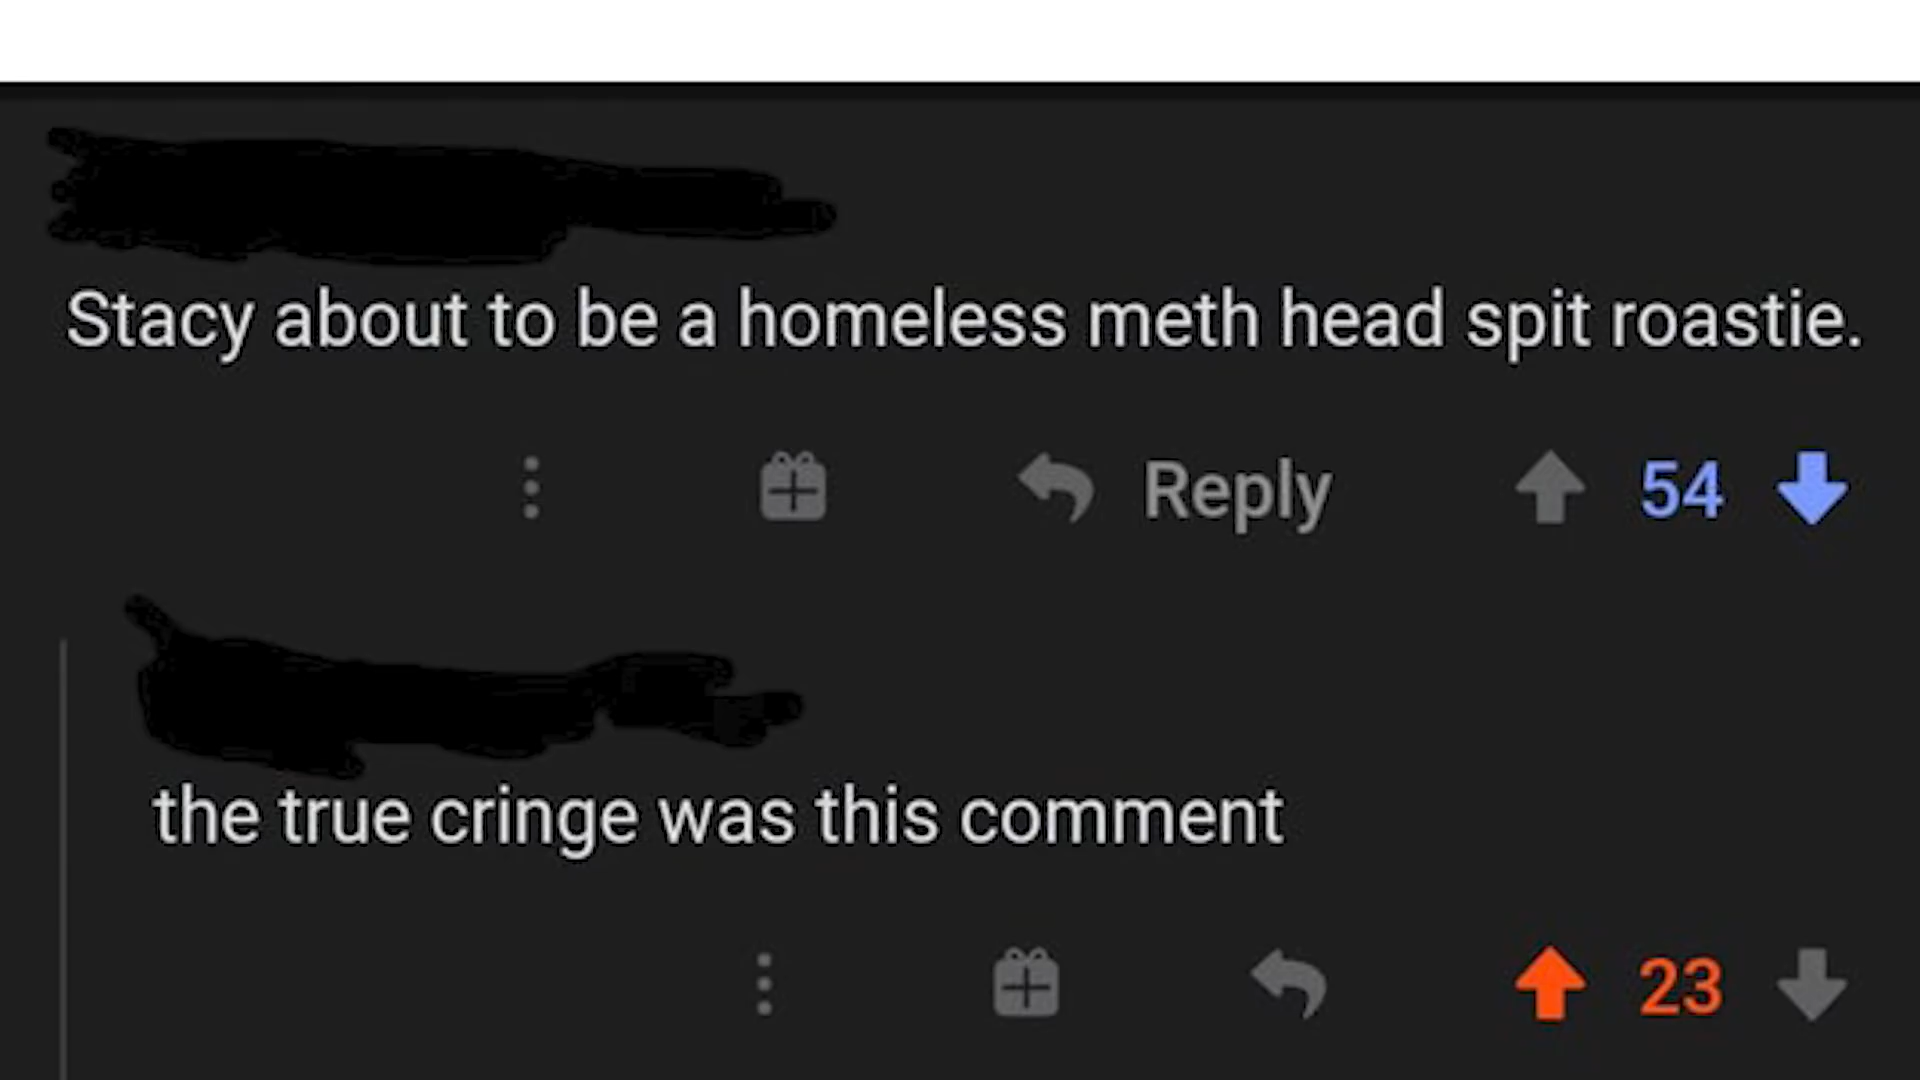 Stacy about to be a homeless meth head spit roastie.
Reply 54
the true cringe was this comment
23